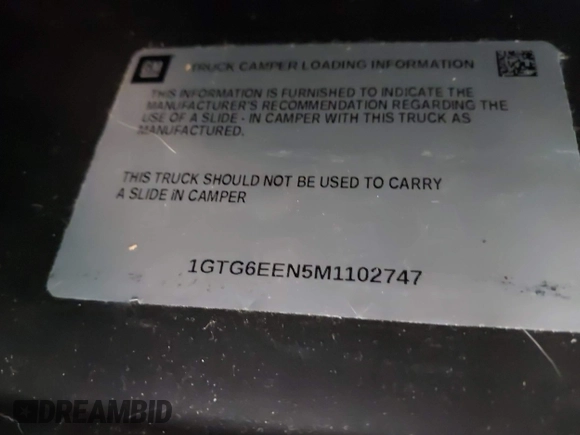 GM
TRUCK CAMPER LOADING INFORMATION
THIS INFORMATION IS FURNISHED TO INDICATE THE
MANUFACTURER'S RECOMMENDATION REGARDING THE
USE OF A SLIDE - IN CAMPER WITH THIS TRUCK AS
MANUFACTURED.
THIS TRUCK SHOULD NOT BE USED TO CARRY
A SLIDE IN CAMPER
1GTG6EEN5M1102747
DREAMBID